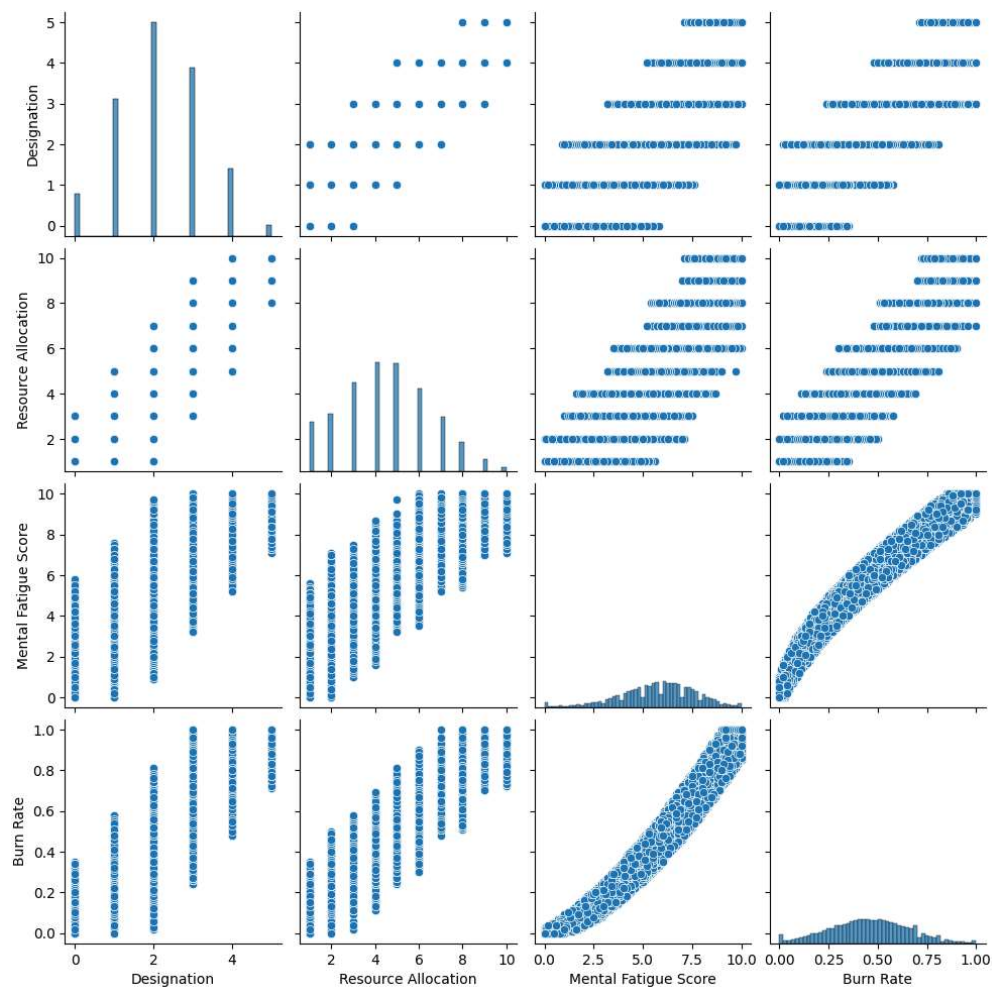 5
4
3
2
1
0
Designation
10
8
6
4
2
Resource Allocation
10
8
6
4
2
0
Mental Fatigue Score
1.0
0.8
0.6
0.4
0.2
0.0
Burn Rate
0 2 4
2 4 6 8 10
0.0 2.5 5.0 7.5 10.0
0.00 0.25 0.50 0.75 1.00
Designation
Resource Allocation
Mental Fatigue Score
Burn Rate